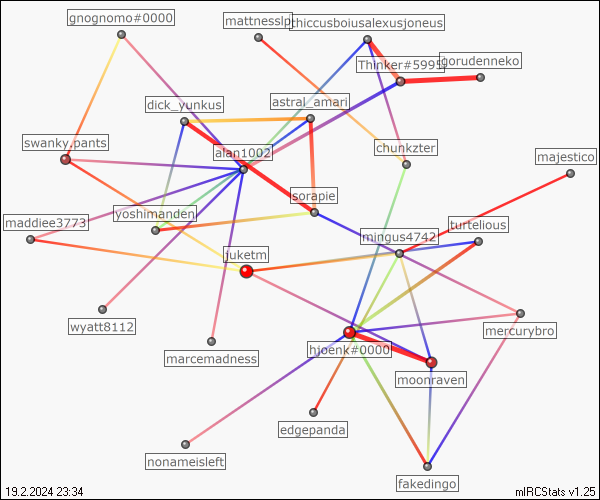 gnognomo#0000
mattnesslp
thiccusboiusalexusjoneus
Thinker#5995
gorudenneko
dick_yunkus
astral_amari
swanky.pants
alan1002
chunkzter
majestico
sorapie
maddiee3773
yoshimanden
mingus4742
turtelious
juketm
wyatt8112
mercurybro
marcemadness
hjoenk#0000
moonraven
edgepanda
nonameisleft
fakedingo
19.2.2024 23:34
mIRCStats v1.25